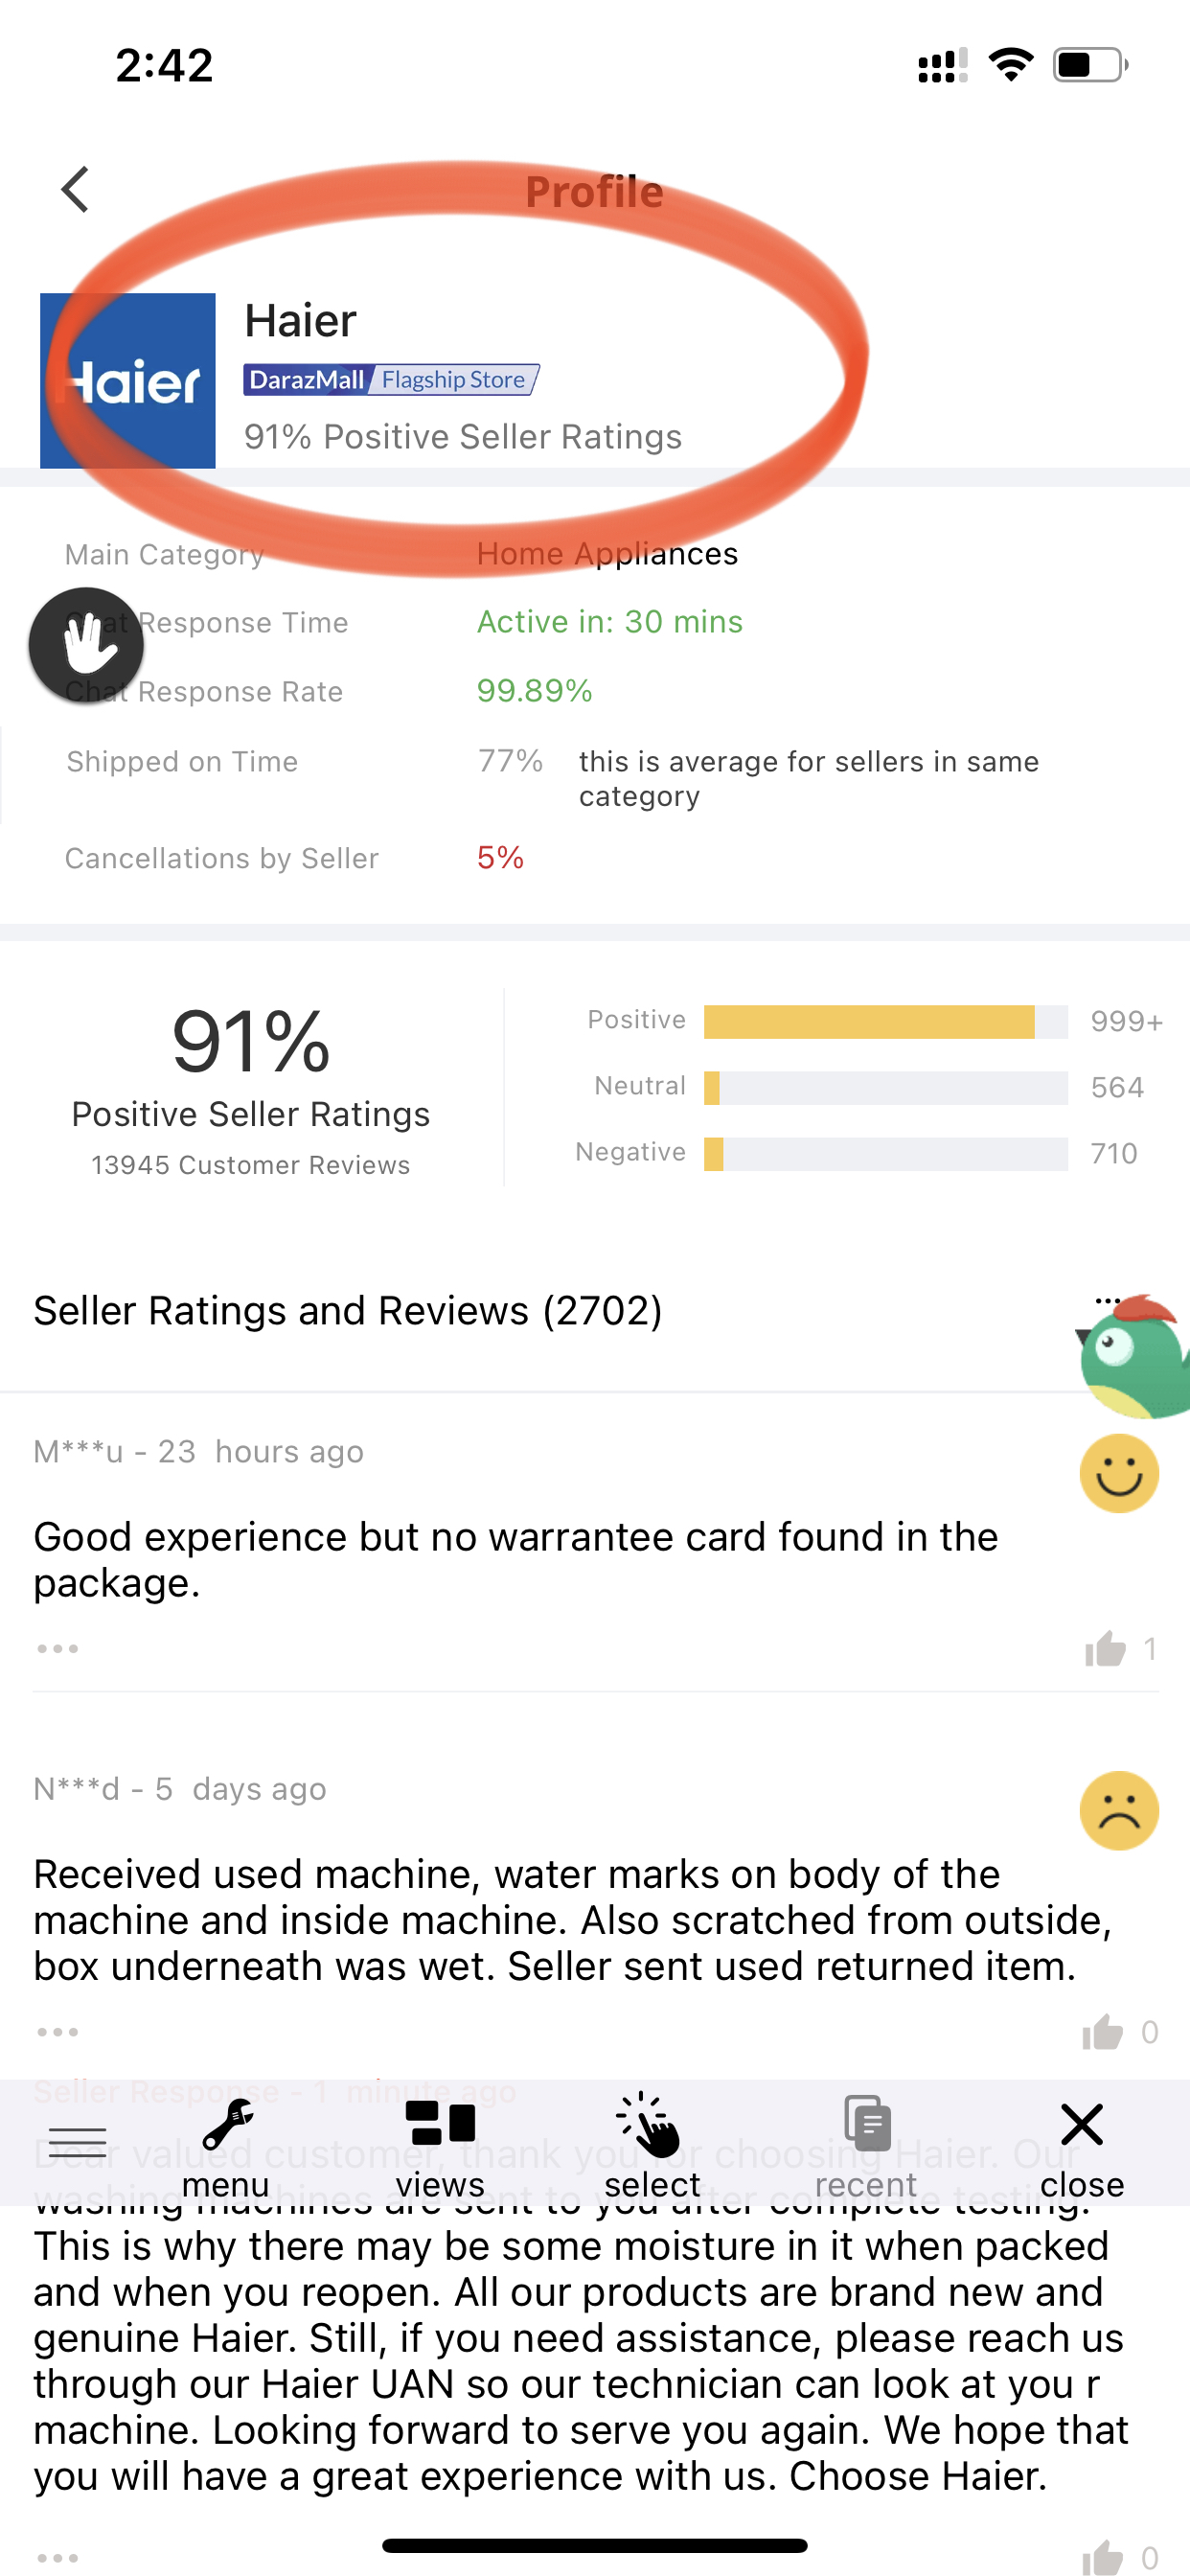 2:42
Profile
Haier
Haier
DarazMall Flagship Store
91% Positive Seller Ratings
Main Category Home Appliances
Chat Response Time Active in: 30 mins
Chat Response Rate 99.89%
Shipped on Time 77% this is average for sellers in same
category
Cancellations by Seller 5%
91%
Positive Seller Ratings
13945 Customer Reviews
Positive 999+
Neutral 564
Negative 710
Seller Ratings and Reviews (2702)
M***u - 23 hours ago
Good experience but no warrantee card found in the
package.
1
N***d - 5 days ago
Received used machine, water marks on body of the
machine and inside machine. Also scratched from outside,
box underneath was wet. Seller sent used returned item.
0
Seller Response - 1 minute ago
Dear valued customer, thank you for choosing Haier. Our
menu views select recent close
washing machines are sent to you after complete testing.
This is why there may be some moisture in it when packed
and when you reopen. All our products are brand new and
genuine Haier. Still, if you need assistance, please reach us
through our Haier UAN so our technician can look at you r
machine. Looking forward to serve you again. We hope that
you will have a great experience with us. Choose Haier.
0